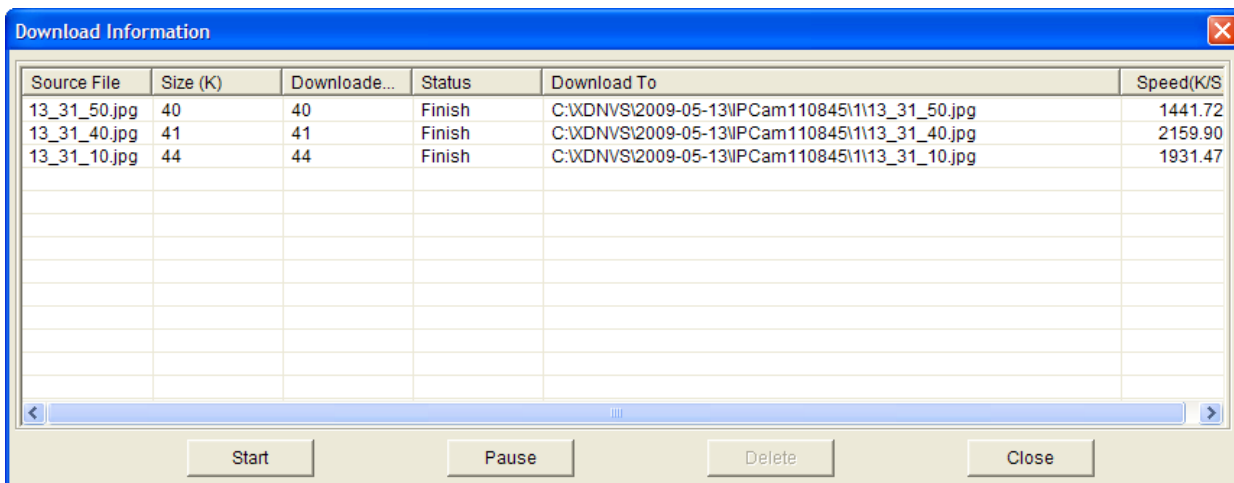 Download Information
Source File Size (K) Downloade... Status Download To Speed(K/S
13_31_50.jpg 40 40 Finish C:\XDNVS\2009-05-13\IPCam110845\1\13_31_50.jpg 1441.72
13_31_40.jpg 41 41 Finish C:\XDNVS\2009-05-13\IPCam110845\1\13_31_40.jpg 2159.90
13_31_10.jpg 44 44 Finish C:\XDNVS\2009-05-13\IPCam110845\1\13_31_10.jpg 1931.47
Start Pause Delete Close